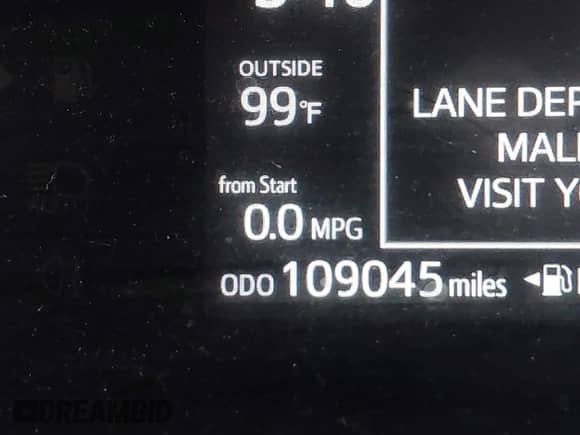 OUTSIDE
99°F
from Start
0.0 MPG
ODO 109045 miles
LANE DEP
MAL
VISIT Y
DREAMBID